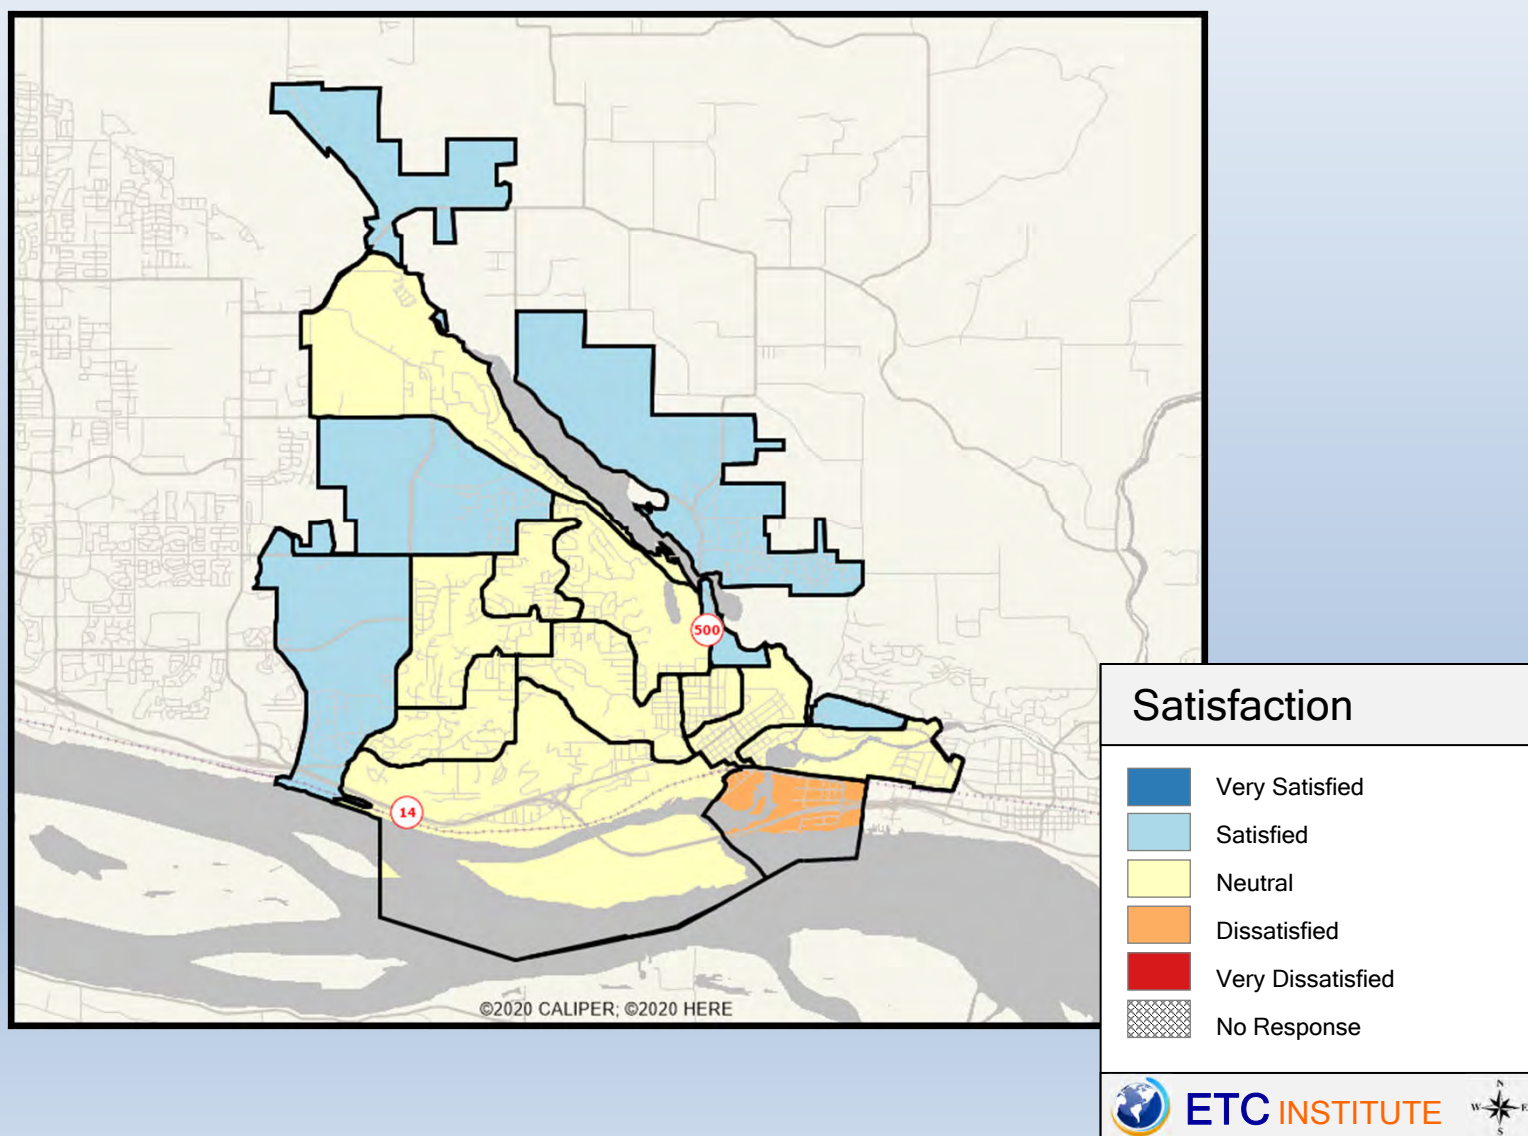 500
14
©2020 CALIPER; ©2020 HERE
Satisfaction
Very Satisfied
Satisfied
Neutral
Dissatisfied
Very Dissatisfied
No Response
ETC INSTITUTE
N
W E
S